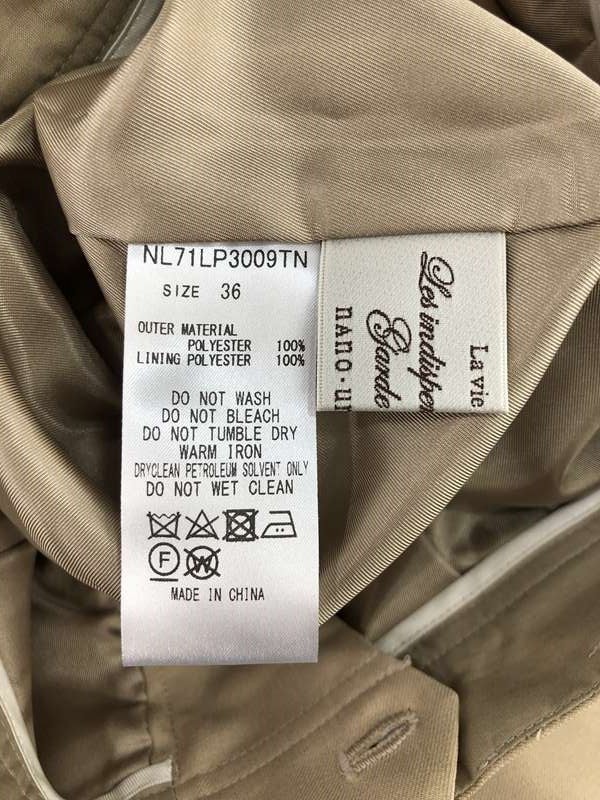 NL71LP3009TN
SIZE 36
OUTER MATERIAL
POLYESTER 100%
LINING POLYESTER 100%
DO NOT WASH
DO NOT BLEACH
DO NOT TUMBLE DRY
WARM IRON
DRYCLEAN PETROLEUM SOLVENT ONLY
DO NOT WET CLEAN
F W
MADE IN CHINA
La vie
Les indispen
Garde
nano·un